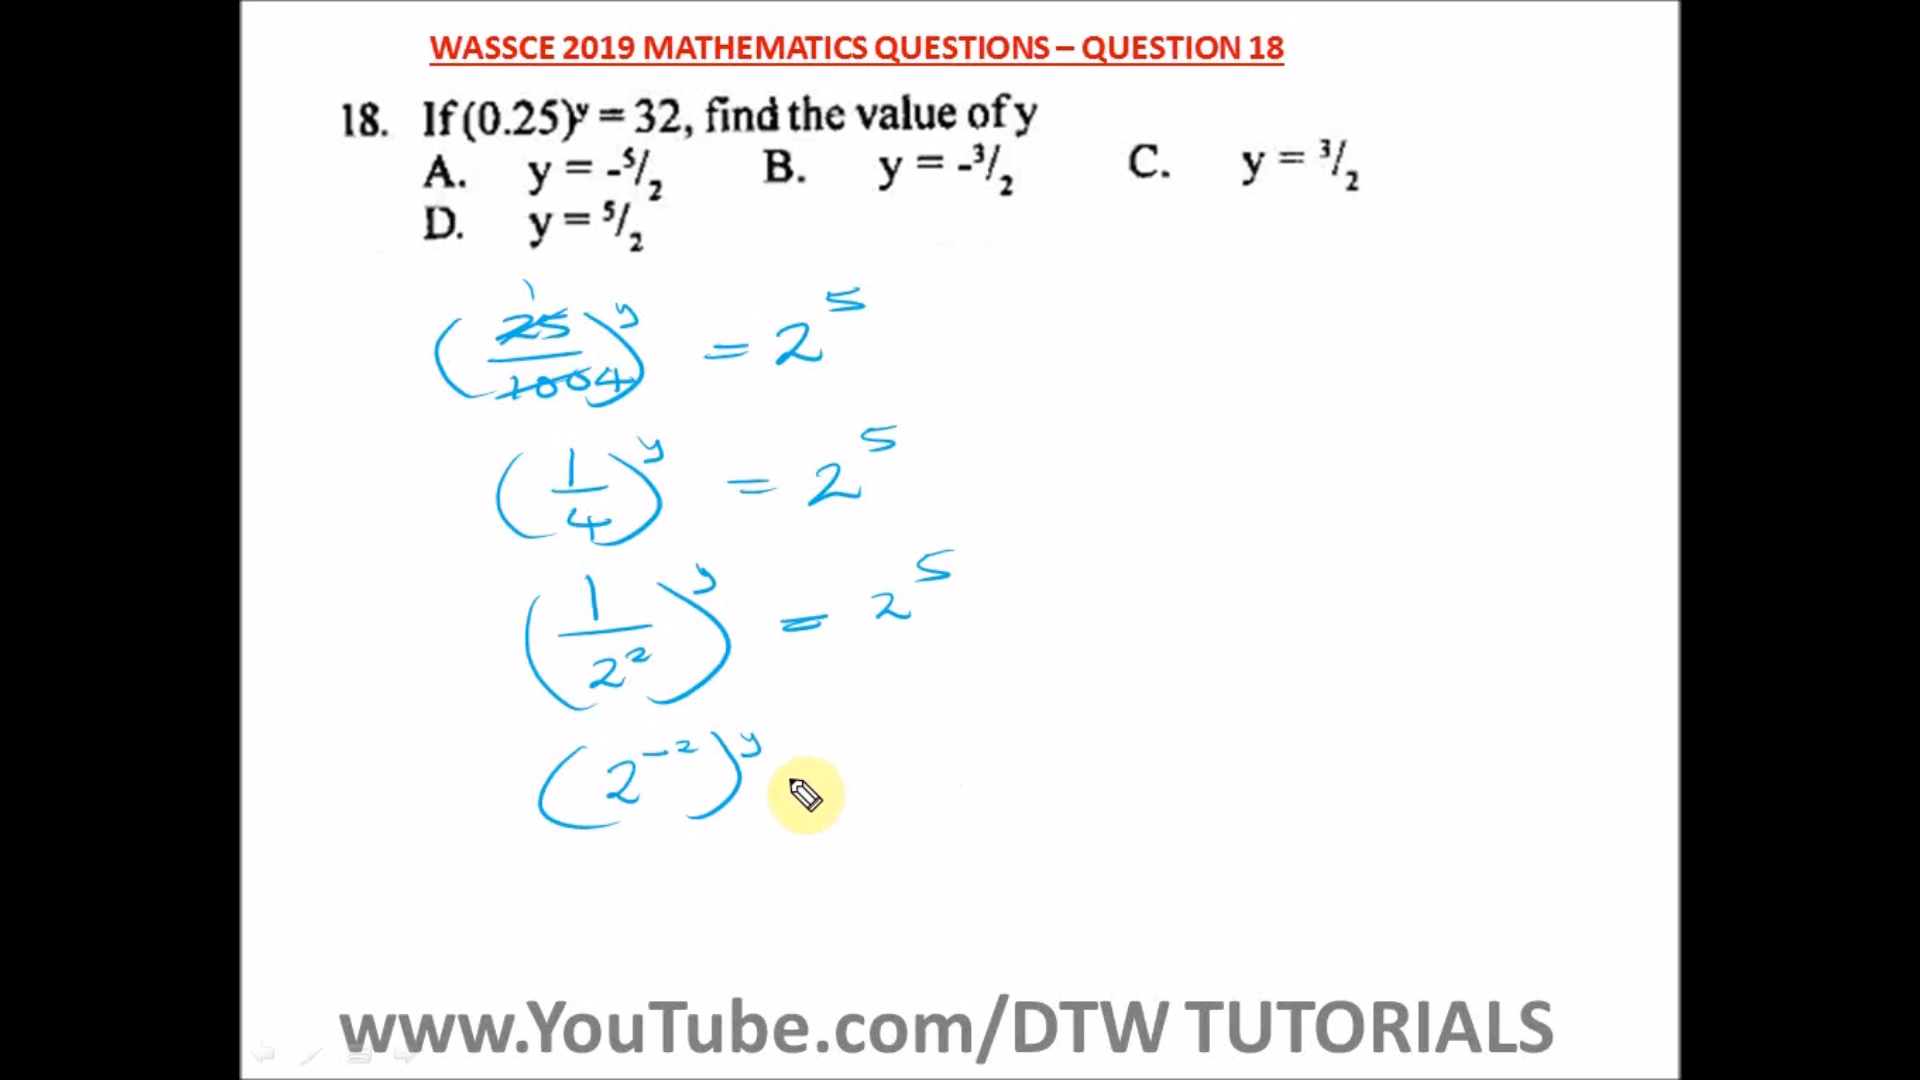 WASSCE 2019 MATHEMATICS QUESTIONS – QUESTION 18
18. If (0.25)ʸ = 32, find the value of y
A. y = -⁵/₂ B. y = -³/₂ C. y = ³/₂
D. y = ⁵/₂
(25/100)ʸ = 2⁵
1 4
(1/4)ʸ = 2⁵
(1/2²)ʸ = 2⁵
(2⁻²)ʸ
www.YouTube.com/DTW TUTORIALS